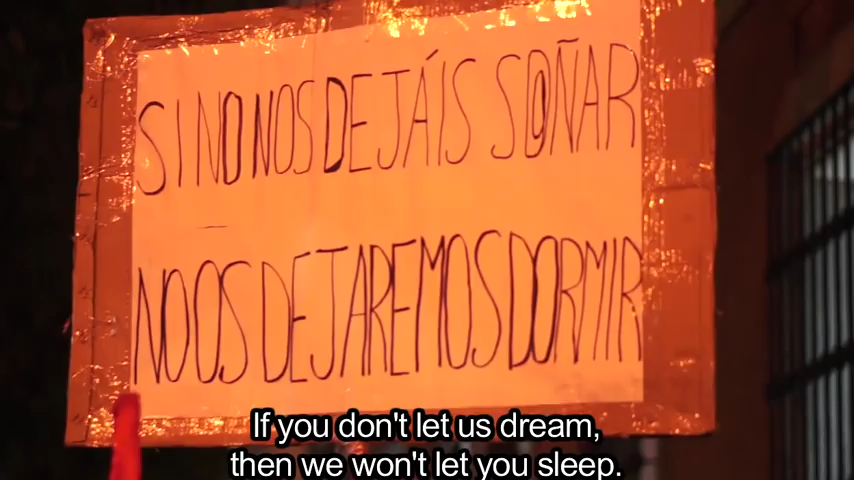 SI NO NOS DEJÁIS SOÑAR
NO OS DEJAREMOS DORMIR
If you don't let us dream,
then we won't let you sleep.